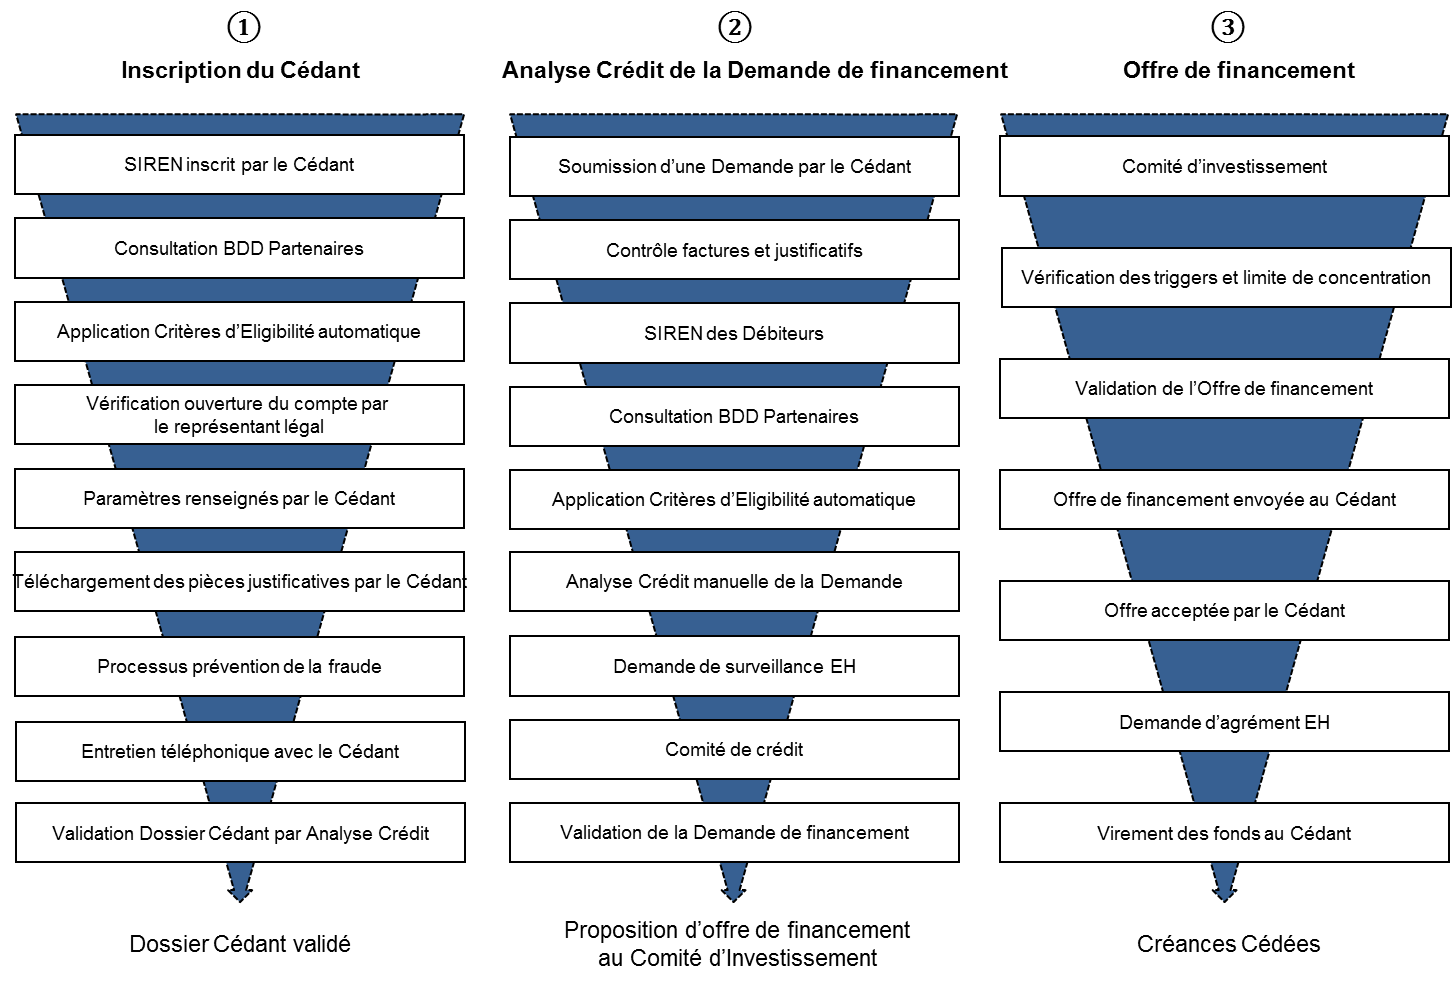 ①
Inscription du Cédant
SIREN inscrit par le Cédant
Consultation BDD Partenaires
Application Critères d'Eligibilité automatique
Vérification ouverture du compte par
le représentant légal
Paramètres renseignés par le Cédant
Téléchargement des pièces justificatives par le Cédant
Processus prévention de la fraude
Entretien téléphonique avec le Cédant
Validation Dossier Cédant par Analyse Crédit
Dossier Cédant validé
②
Analyse Crédit de la Demande de financement
Soumission d'une Demande par le Cédant
Contrôle factures et justificatifs
SIREN des Débiteurs
Consultation BDD Partenaires
Application Critères d'Eligibilité automatique
Analyse Crédit manuelle de la Demande
Demande de surveillance EH
Comité de crédit
Validation de la Demande de financement
Proposition d'offre de financement
au Comité d'Investissement
③
Offre de financement
Comité d'investissement
Vérification des triggers et limite de concentration
Validation de l'Offre de financement
Offre de financement envoyée au Cédant
Offre acceptée par le Cédant
Demande d'agrément EH
Virement des fonds au Cédant
Créances Cédées